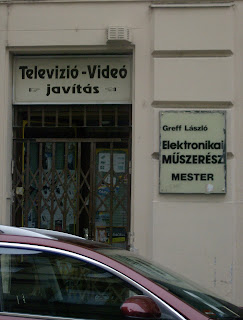 Televizió - Videó
javítás
Greff László
Elektronikai
MŰSZERÉSZ
MESTER